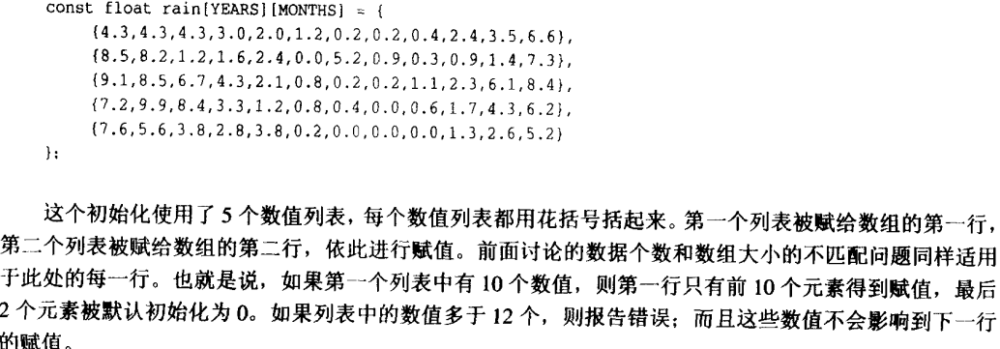 const float rain[YEARS][MONTHS] = {
{4.3,4.3,4.3,3.0,2.0,1.2,0.2,0.2,0.4,2.4,3.5,6.6},
{8.5,8.2,1.2,1.6,2.4,0.0,5.2,0.9,0.3,0.9,1.4,7.3},
{9.1,8.5,6.7,4.3,2.1,0.8,0.2,0.2,1.1,2.3,6.1,8.4},
{7.2,9.9,8.4,3.3,1.2,0.8,0.4,0.0,0.6,1.7,4.3,6.2},
{7.6,5.6,3.8,2.8,3.8,0.2,0.0,0.0,0.0,1.3,2.6,5.2}
};
这个初始化使用了 5 个数值列表，每个数值列表都用花括号括起来。第一个列表被赋给数组的第一行，
第二个列表被赋给数组的第二行，依此进行赋值。前面讨论的数据个数和数组大小的不匹配问题同样适用
于此处的每一行。也就是说，如果第一个列表中有 10 个数值，则第一行只有前 10 个元素得到赋值，最后
2 个元素被默认初始化为 0。如果列表中的数值多于 12 个，则报告错误；而且这些数值不会影响到下一行
的赋值。